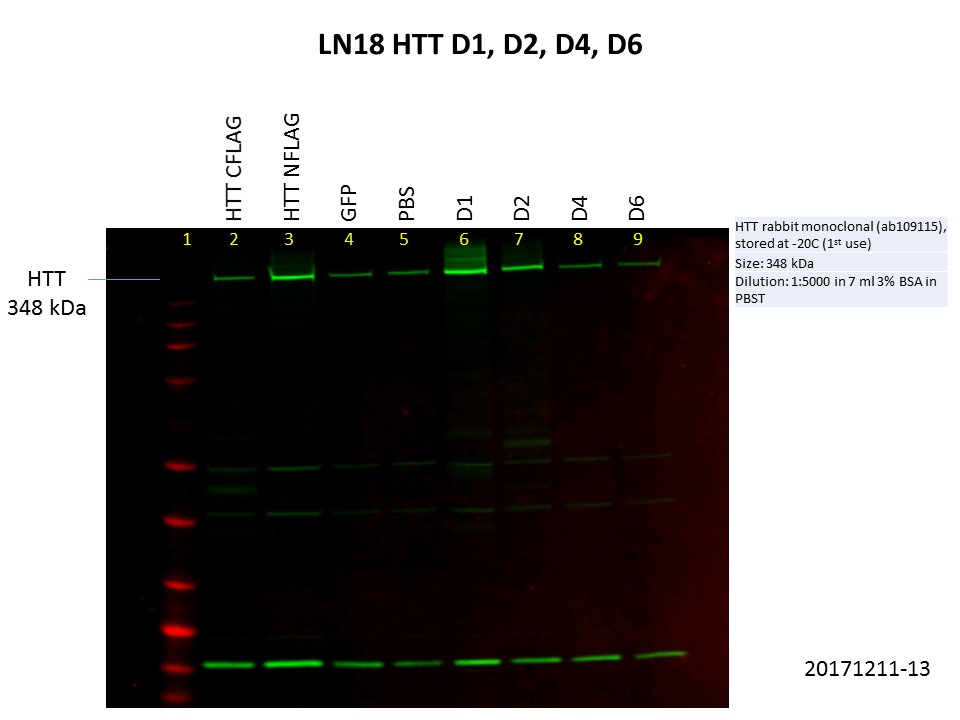 LN18 HTT D1, D2, D4, D6
HTT CFLAG
HTT NFLAG
GFP
PBS
D1
D2
D4
D6
1 2 3 4 5 6 7 8 9
HTT
348 kDa
HTT rabbit monoclonal (ab109115),
stored at -20C (1st use)
Size: 348 kDa
Dilution: 1:5000 in 7 ml 3% BSA in
PBST
20171211-13